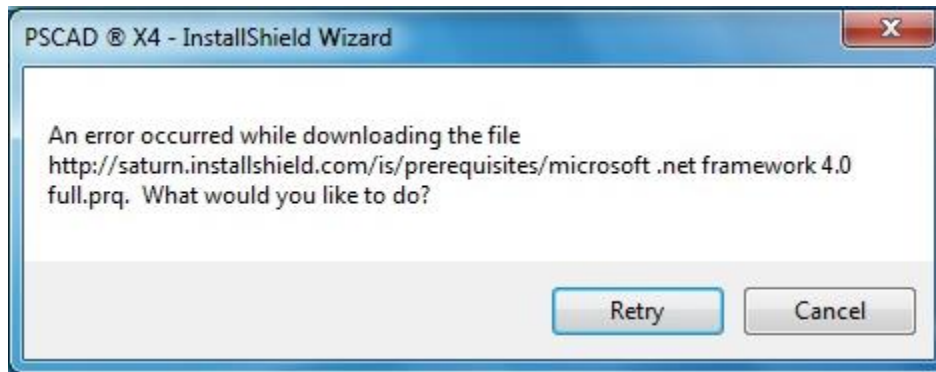 PSCAD ® X4 - InstallShield Wizard
An error occurred while downloading the file
http://saturn.installshield.com/is/prerequisites/microsoft .net framework 4.0
full.prq.  What would you like to do?
Retry
Cancel